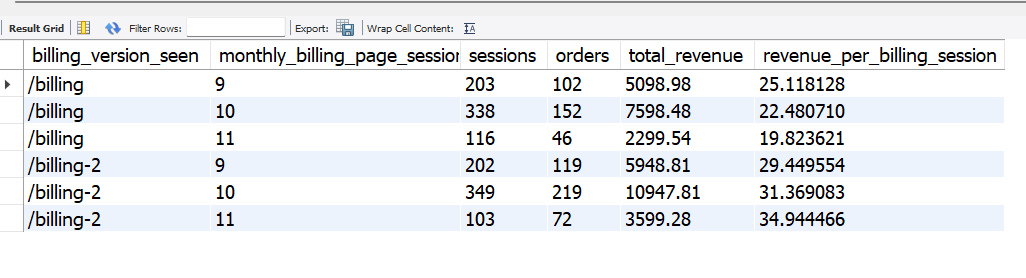 Result Grid Filter Rows: Export: Wrap Cell Content:
billing_version_seen monthly_billing_page_session sessions orders total_revenue revenue_per_billing_session
/billing 9 203 102 5098.98 25.118128
/billing 10 338 152 7598.48 22.480710
/billing 11 116 46 2299.54 19.823621
/billing-2 9 202 119 5948.81 29.449554
/billing-2 10 349 219 10947.81 31.369083
/billing-2 11 103 72 3599.28 34.944466